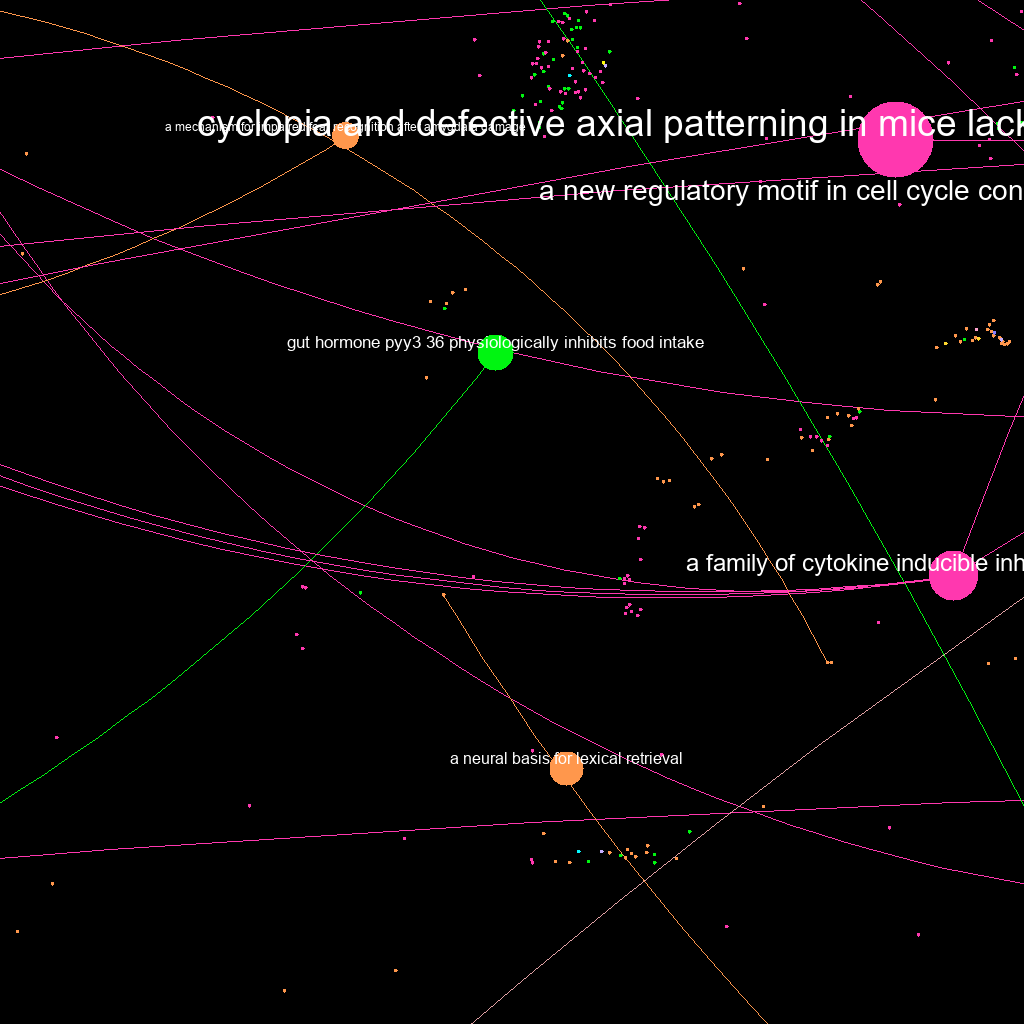 cyclopia and defective axial patterning in mice lack
a mechanism for impaired fear recognition after amygdala damage
a new regulatory motif in cell cycle con
gut hormone pyy3 36 physiologically inhibits food intake
a family of cytokine inducible inh
a neural basis for lexical retrieval